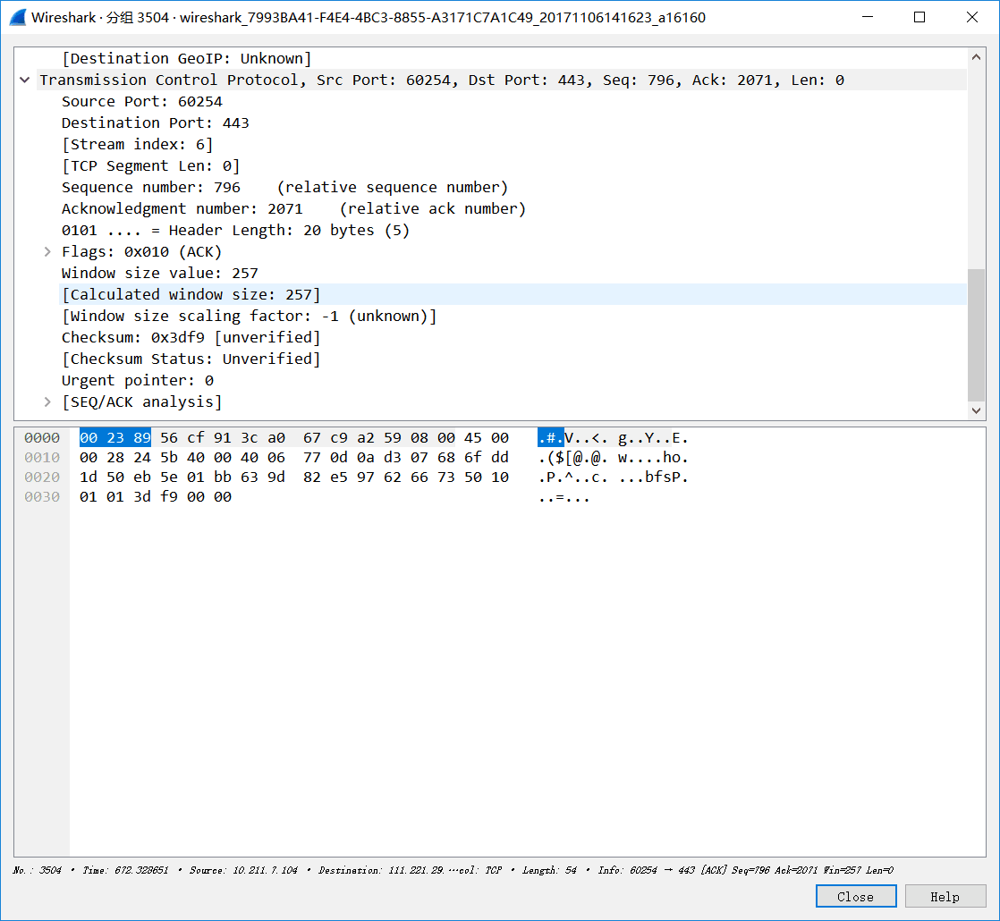 Wireshark · 分组 3504 · wireshark_7993BA41-F4E4-4BC3-8855-A3171C7A1C49_20171106141623_a16160
[Destination GeoIP: Unknown]
Transmission Control Protocol, Src Port: 60254, Dst Port: 443, Seq: 796, Ack: 2071, Len: 0
Source Port: 60254
Destination Port: 443
[Stream index: 6]
[TCP Segment Len: 0]
Sequence number: 796    (relative sequence number)
Acknowledgment number: 2071    (relative ack number)
0101 .... = Header Length: 20 bytes (5)
Flags: 0x010 (ACK)
Window size value: 257
[Calculated window size: 257]
[Window size scaling factor: -1 (unknown)]
Checksum: 0x3df9 [unverified]
[Checksum Status: Unverified]
Urgent pointer: 0
[SEQ/ACK analysis]
0000  00 23 89 56 cf 91 3c a0  67 c9 a2 59 08 00 45 00   .#.V..<. g..Y..E.
0010  00 28 24 5b 40 00 40 06  77 0d 0a d3 07 68 6f dd   .($[@.@. w....ho.
0020  1d 50 eb 5e 01 bb 63 9d  82 e5 97 62 66 73 50 10   .P.^..c. ...bfsP.
0030  01 01 3d f9 00 00   ..=...
No.: 3504 · Time: 672.328651 · Source: 10.211.7.104 · Destination: 111.221.29.…col: TCP · Length: 54 · Info: 60254 → 443 [ACK] Seq=796 Ack=2071 Win=257 Len=0
Close
Help